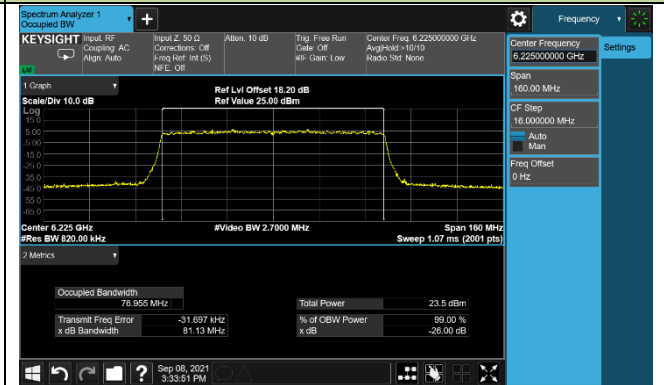 Spectrum Analyzer 1
Occupied BW
+
Frequency
KEYSIGHT
Input: RF
Coupling: AC
Align: Auto
Input Z: 50 Ω
Corrections: Off
Freq Ref: Int (S)
NFE: Off
Atten: 10 dB
Trig: Free Run
Gate: Off
#IF Gain: Low
Center Freq: 6.225000000 GHz
Avg|Hold:>10/10
Radio Std: None
Center Frequency
6.225000000 GHz
Settings
Span
160.00 MHz
CF Step
16.000000 MHz
Auto
Man
Freq Offset
0 Hz
1 Graph
Scale/Div 10.0 dB
Ref Lvl Offset 18.20 dB
Ref Value 25.00 dBm
Log
15.0
5.00
-5.00
-15.0
-25.0
-35.0
-45.0
-55.0
-65.0
Center 6.225 GHz
#Video BW 2.7000 MHz
Span 160 MHz
#Res BW 820.00 kHz
Sweep 1.07 ms (2001 pts)
2 Metrics
Occupied Bandwidth
76.955 MHz
Total Power
23.5 dBm
Transmit Freq Error
-31.697 kHz
% of OBW Power
99.00 %
x dB Bandwidth
81.13 MHz
x dB
-26.00 dB
?
Sep 08, 2021
3:33:51 PM